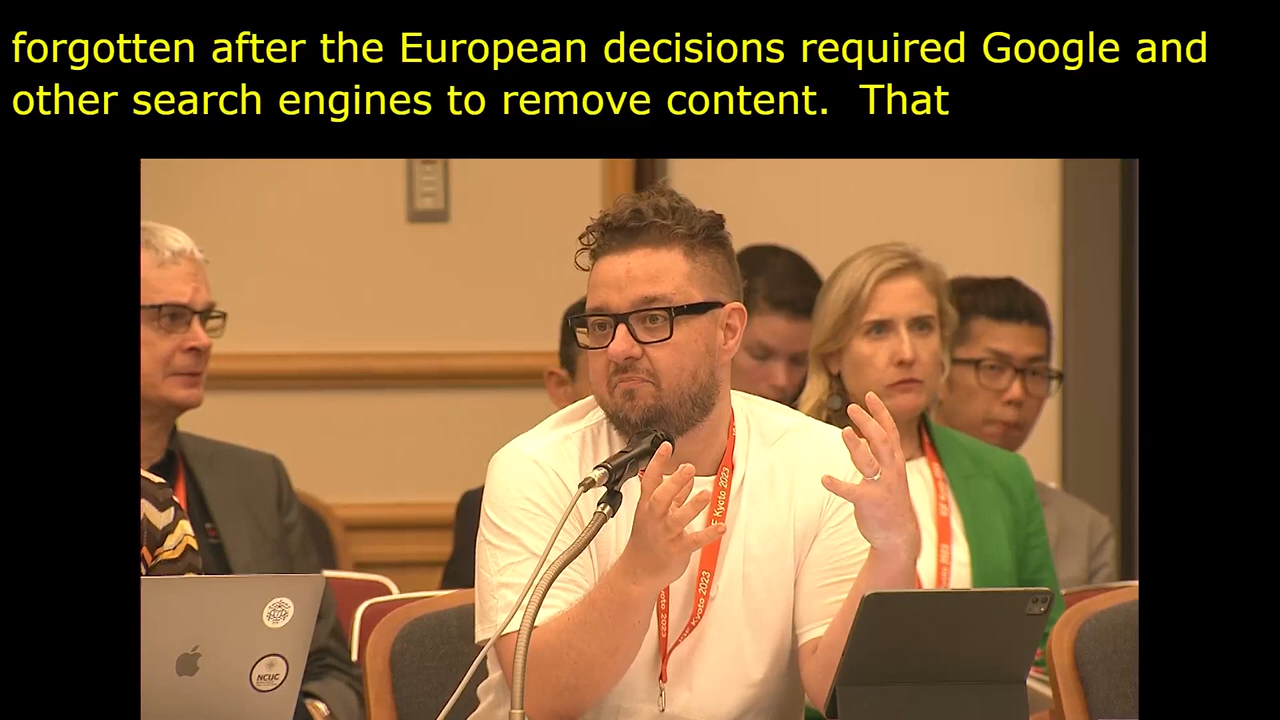 forgotten after the European decisions required Google and
other search engines to remove content.  That
F Kyoto 2023
Kyoto 2023
NCUC